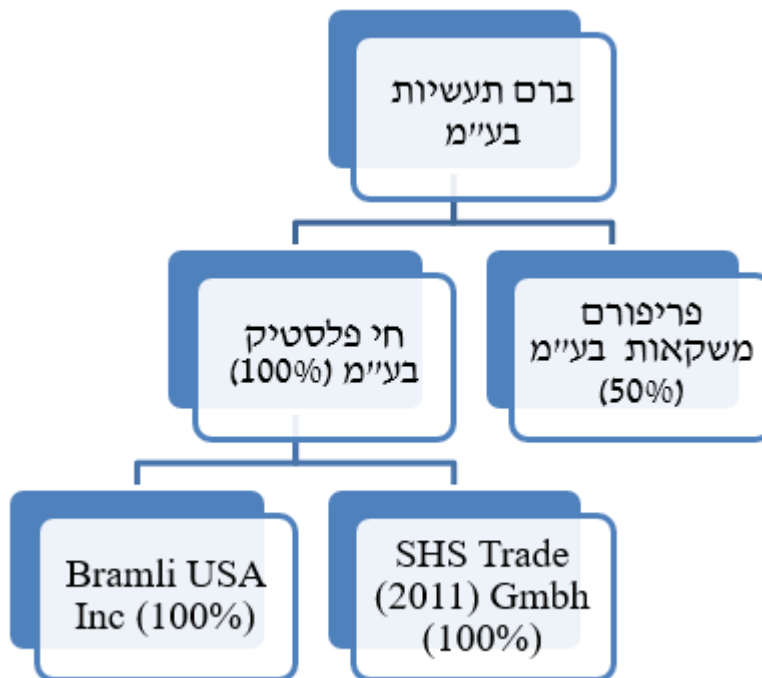 ברם תעשיות
בע״מ
חי פלסטיק
בע״מ (100%)
פריפורם
משקאות בע״מ
(50%)
Bramli USA
Inc (100%)
SHS Trade
(2011) Gmbh
(100%)